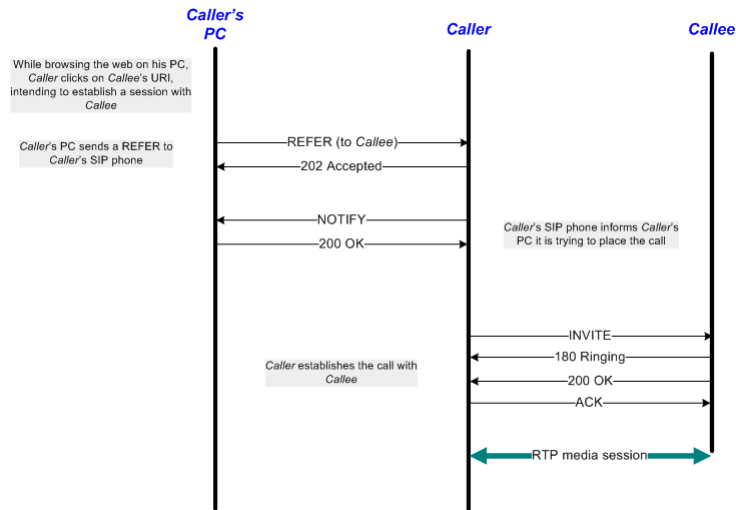 Caller's
PC
Caller
Callee
While browsing the web on his PC,
Caller clicks on Callee's URI,
intending to establish a session with
Callee
REFER (to Callee)
Caller's PC sends a REFER to
Caller's SIP phone
202 Accepted
NOTIFY
Caller's SIP phone informs Caller's
PC it is trying to place the call
200 OK
INVITE
180 Ringing
Caller establishes the call with
Callee
200 OK
ACK
RTP media session